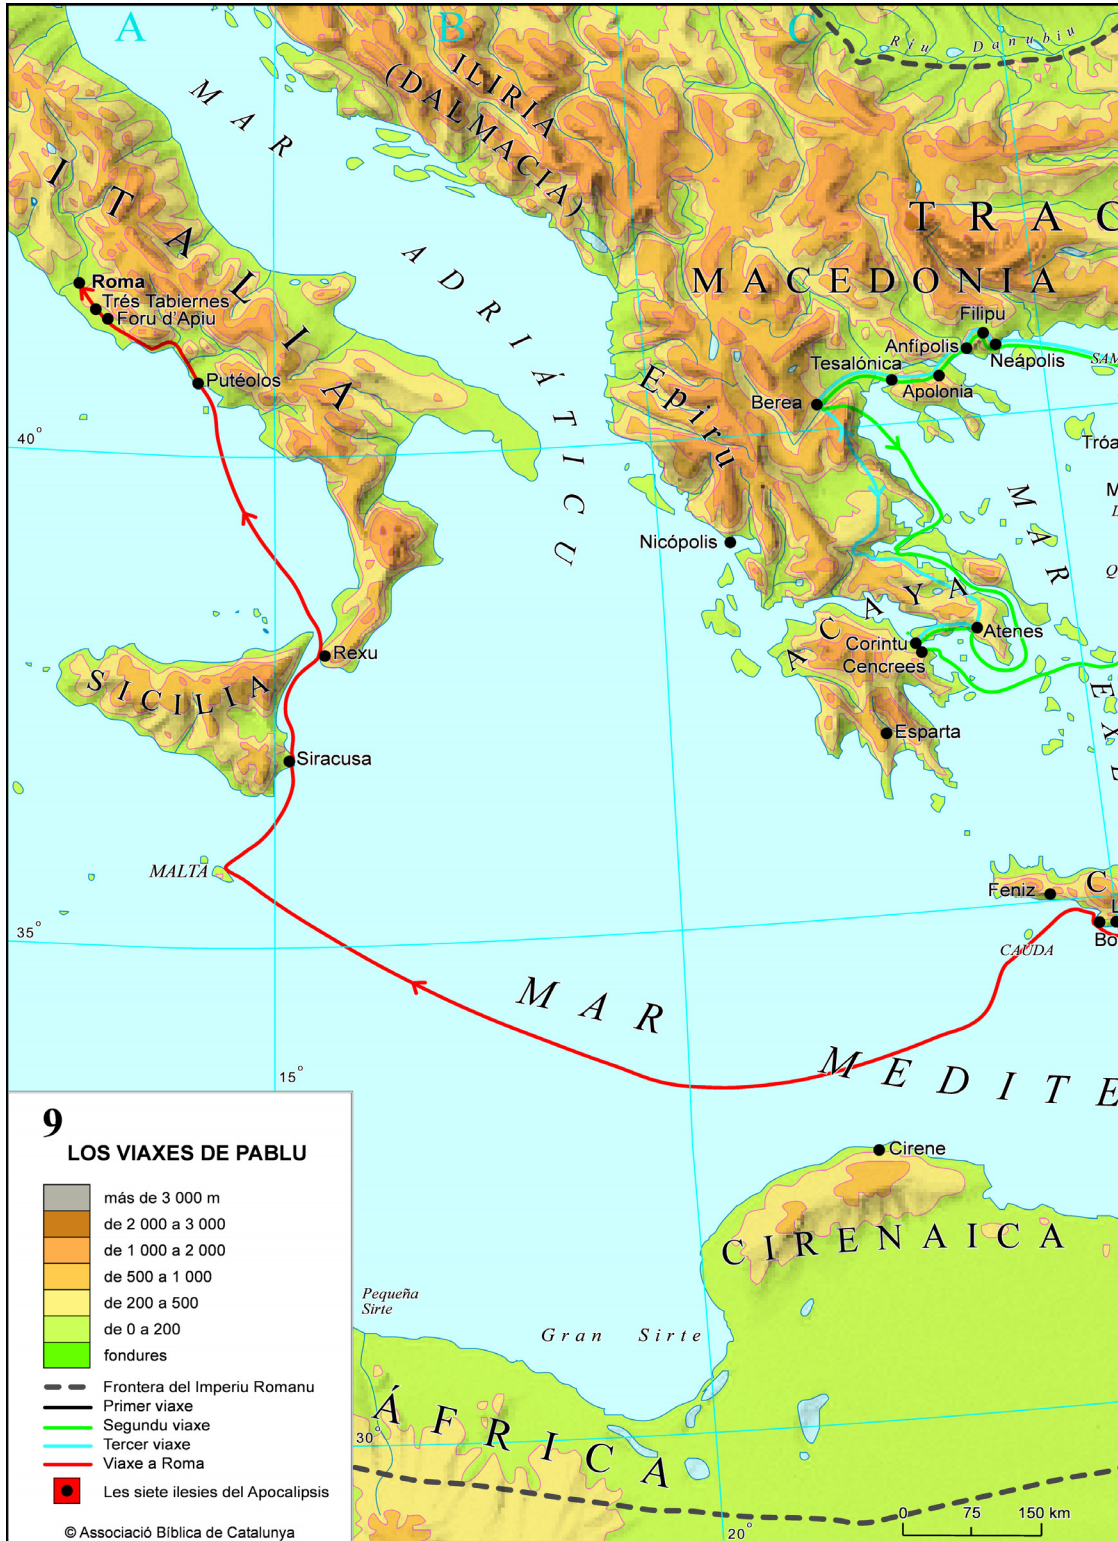 A
B
C
Riu Danubiu
MAR
ADRIÁTICU
ILIRIA
(DALMACIA)
ITALIA
TRAC
MACEDONIA
Roma
Trés Tabiernes
Foru d'Apiu
Putéolos
Filipu
Anfípolis
Neápolis
SAM
Tesalónica
Apolonia
Berea
Epiru
40°
Tróa
M
MAR
Nicópolis
Q
ACAYA
Atenes
Corintu
Cencrees
Rexu
SICILIA
EXE
Esparta
Siracusa
MALTA
Feniz
C
L
Bo
CAUDA
35°
MAR
MEDITE
15°
Cirene
CIRENAICA
Pequeña
Sirte
Gran Sirte
ÁFRICA
30°
20°
0 75 150 km
9
LOS VIAXES DE PABLU
más de 3 000 m
de 2 000 a 3 000
de 1 000 a 2 000
de 500 a 1 000
de 200 a 500
de 0 a 200
fondures
Frontera del Imperiu Romanu
Primer viaxe
Segundu viaxe
Tercer viaxe
Viaxe a Roma
Les siete ilesies del Apocalipsis
© Associació Bíblica de Catalunya